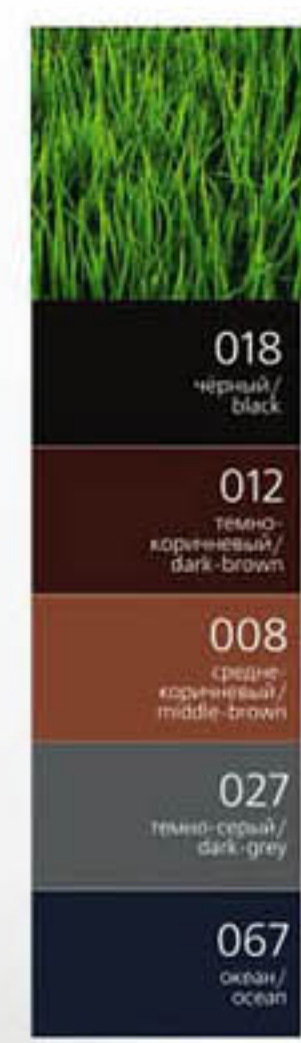 018
чёрный/
black
012
темно-
коричневый/
dark-brown
008
средне-
коричневый/
middle-brown
027
темно-серый/
dark-grey
067
океан/
ocean